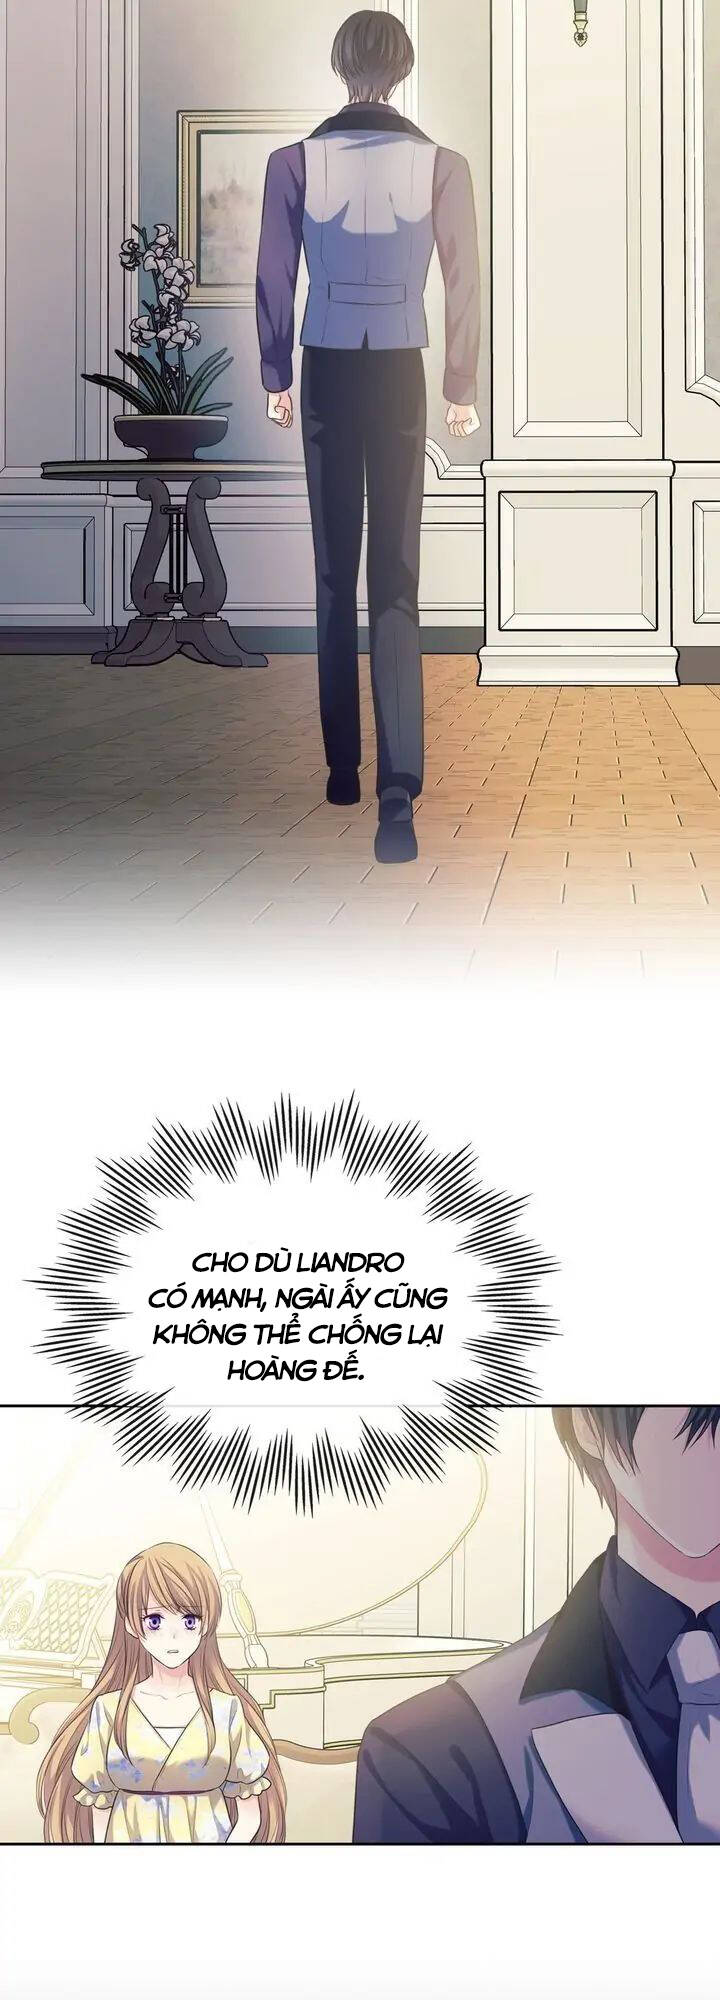 CHO DÙ LIANDRO
CÓ MẠNH, NGÀI ẤY CŨNG
KHÔNG THỂ CHỐNG LẠI
HOÀNG ĐẾ.